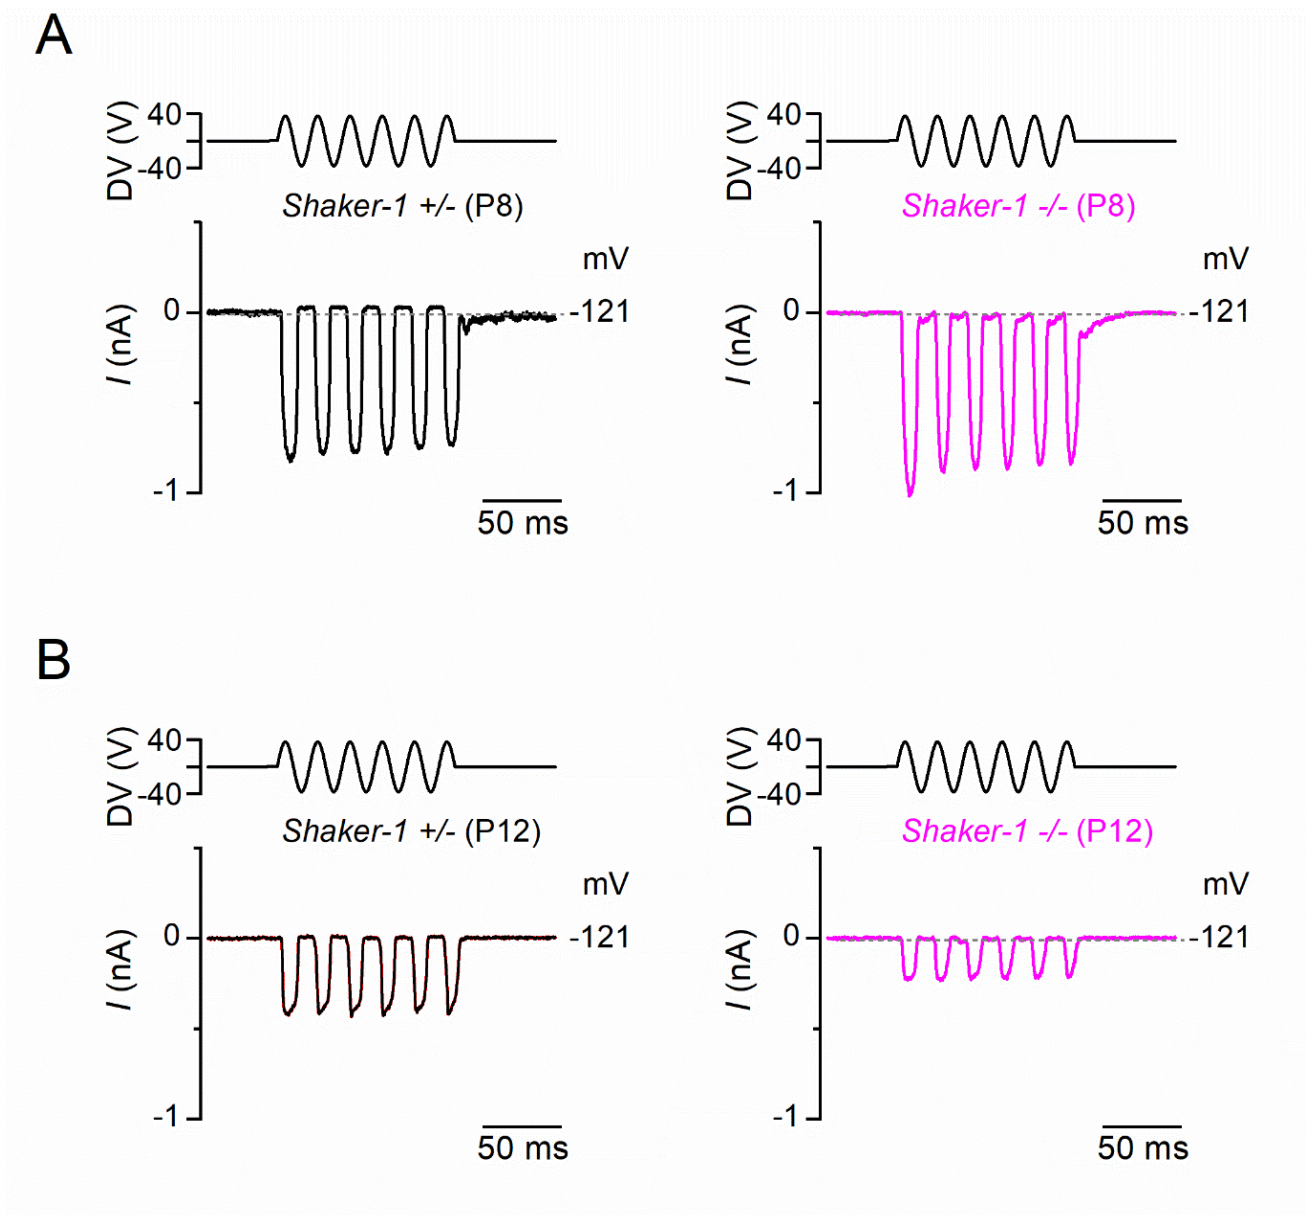 A
DV (V)
40
-40
Shaker-1 +/- (P8)
mV
0
-121
I (nA)
-1
50 ms
DV (V)
40
-40
Shaker-1 -/- (P8)
mV
0
-121
I (nA)
-1
50 ms
B
DV (V)
40
-40
Shaker-1 +/- (P12)
mV
0
-121
I (nA)
-1
50 ms
DV (V)
40
-40
Shaker-1 -/- (P12)
mV
0
-121
I (nA)
-1
50 ms